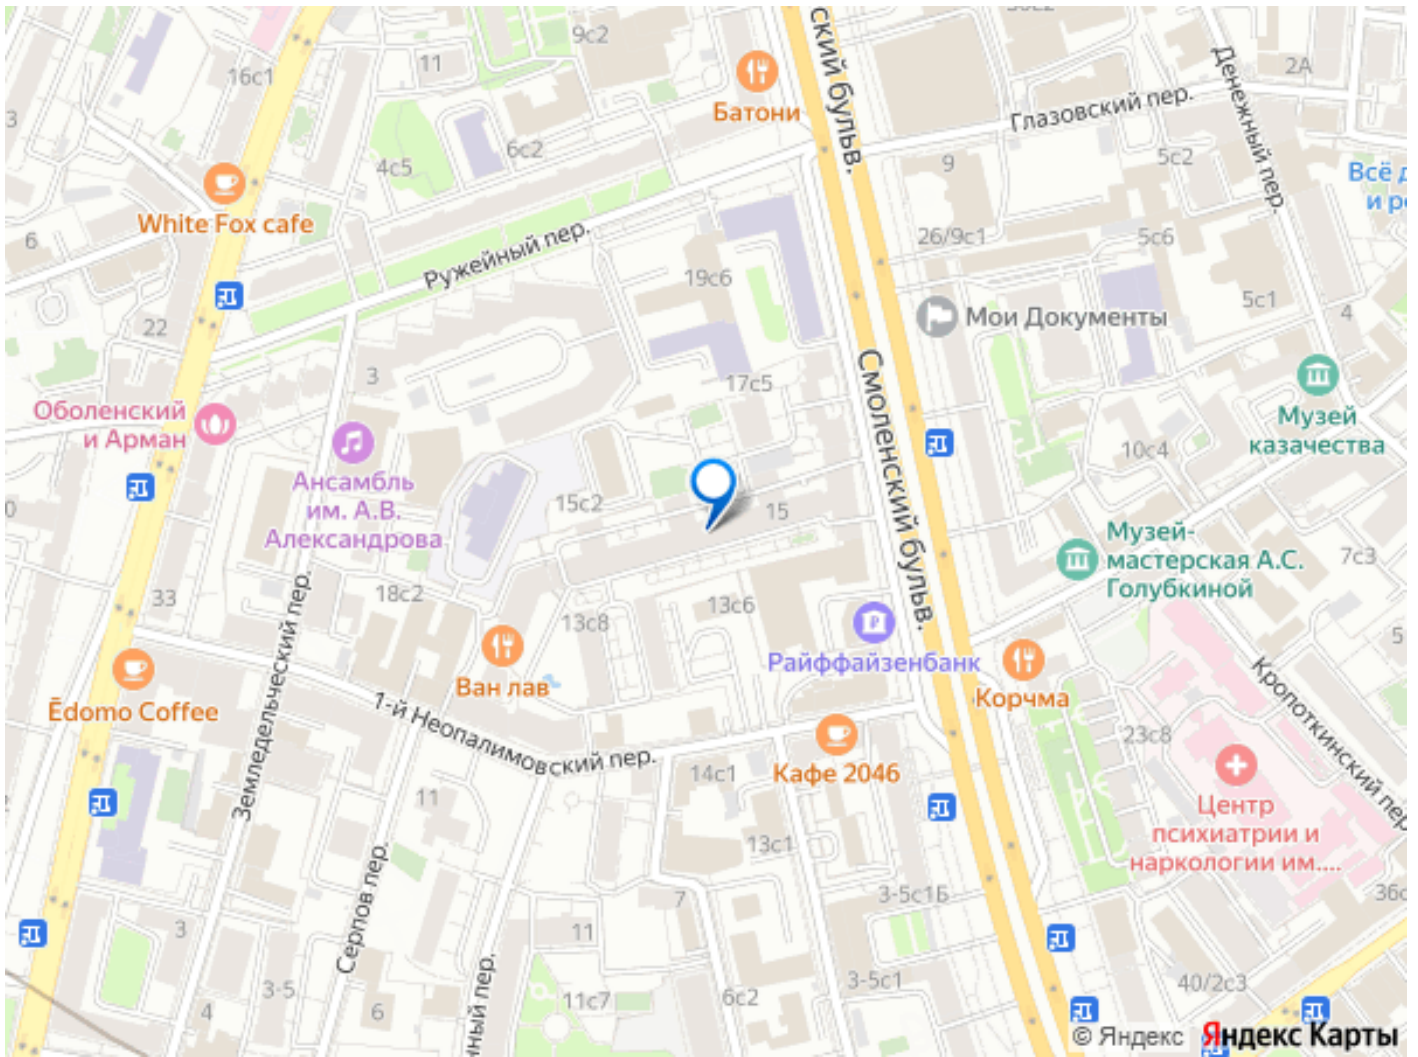 30с2
9с2
ский бульв.
11
16с1
Денежный пер.
2А
Батони
Глазовский пер.
3
6с2
4с5
9
5с2
Всё д
и ре
White Fox cafe
6
Ружейный пер.
26/9с1
5с6
19с6
5с1
4
Мои Документы
22
3
17с5
Смоленский бульв.
Оболенский
и Арман
Музей
казачества
10с4
Ансамбль
им. А.В.
Александрова
15с2
15
0
Музей-
мастерская А.С.
Голубкиной
7с3
33
18с2
13с8
13с6
5
Земледельческий пер.
Райффайзенбанк
Ван лав
Корчма
Кропоткинский пер.
Ēdomo Coffee
1-й Неопалимовский пер.
23с8
14с1
Кафе 2046
11
Центр
психиатрии и
наркологии им....
13с1
Серпов пер.
7
3-5с1Б
36с
3
11
3-5
4
6
нный пер.
11с7
6с2
3-5с1
40/2с3
© Яндекс
Яндекс Карты